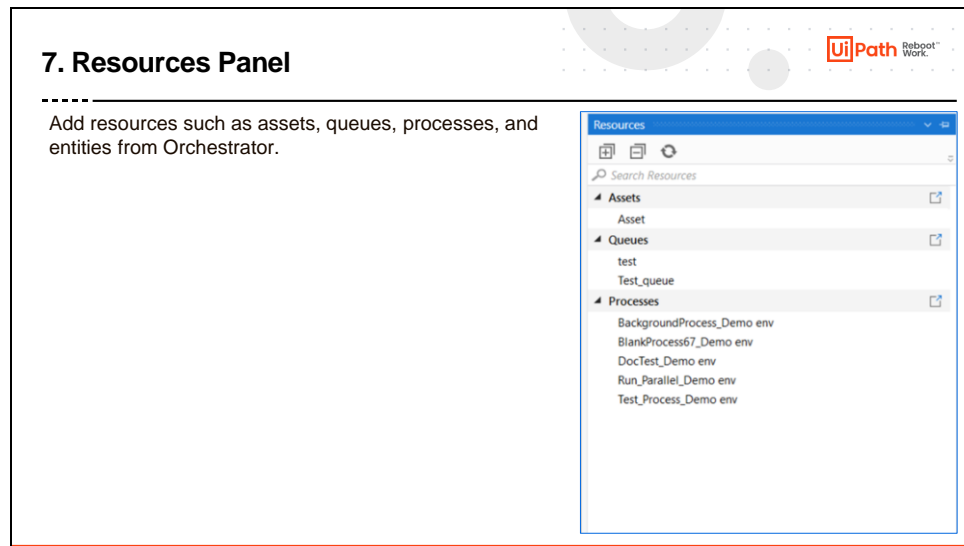 7. Resources Panel
UiPath Reboot Work.™
Add resources such as assets, queues, processes, and
entities from Orchestrator.
Resources
Search Resources
Assets
Asset
Queues
test
Test_queue
Processes
BackgroundProcess_Demo env
BlankProcess67_Demo env
DocTest_Demo env
Run_Parallel_Demo env
Test_Process_Demo env